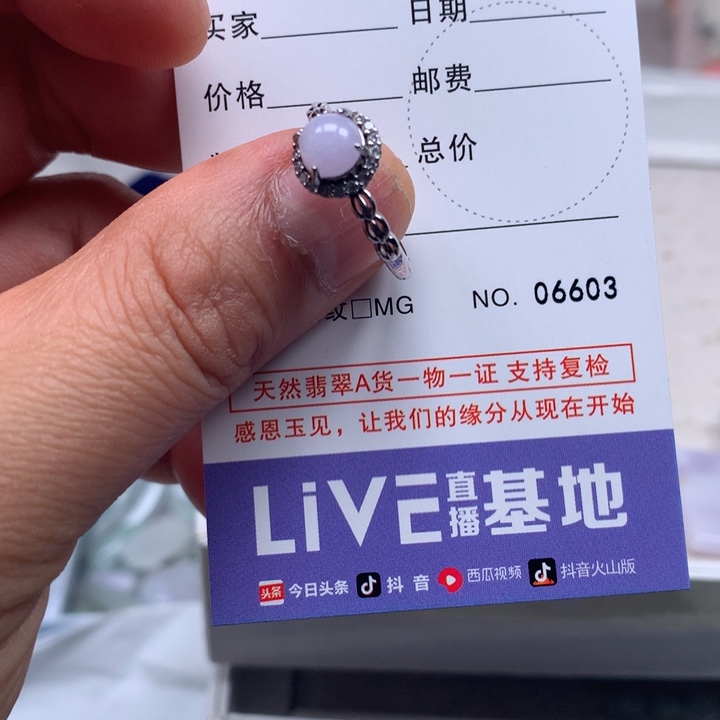 买家 日期
价格 邮费
总价
纹□MG NO. 06603
天然翡翠A货一物一证 支持复检
感恩玉见，让我们的缘分从现在开始
LiVE直播基地
头条 今日头条 抖音 西瓜视频 抖音火山版